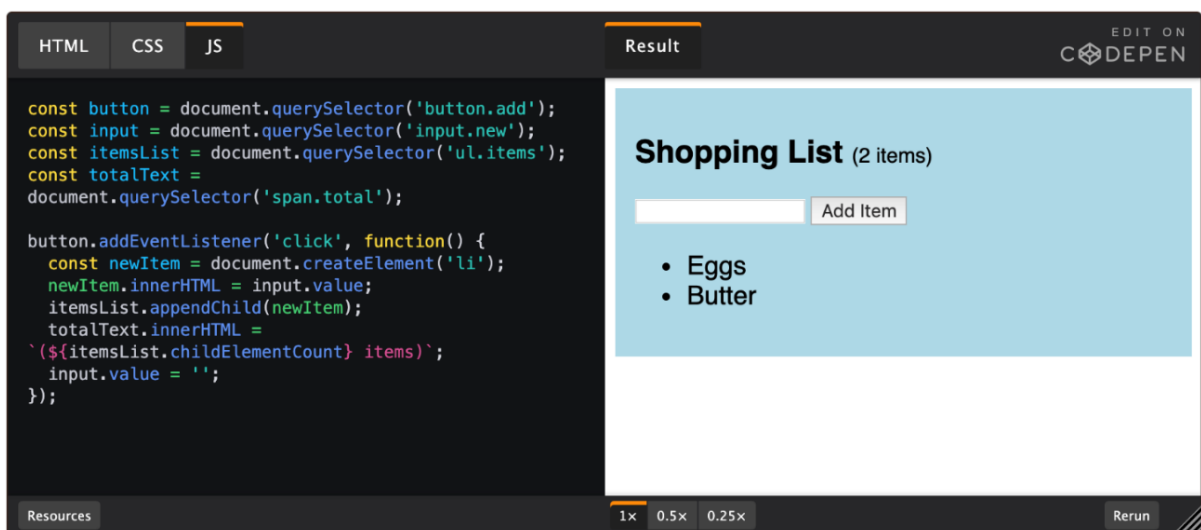 HTML CSS JS
Result
EDIT ON
CODEPEN
const button = document.querySelector('button.add');
const input = document.querySelector('input.new');
const itemsList = document.querySelector('ul.items');
const totalText =
document.querySelector('span.total');
button.addEventListener('click', function() {
  const newItem = document.createElement('li');
  newItem.innerHTML = input.value;
  itemsList.appendChild(newItem);
  totalText.innerHTML =
`(${itemsList.childElementCount} items)`;
  input.value = '';
});
Shopping List (2 items)
Add Item
• Eggs
• Butter
Resources
1× 0.5× 0.25×
Rerun